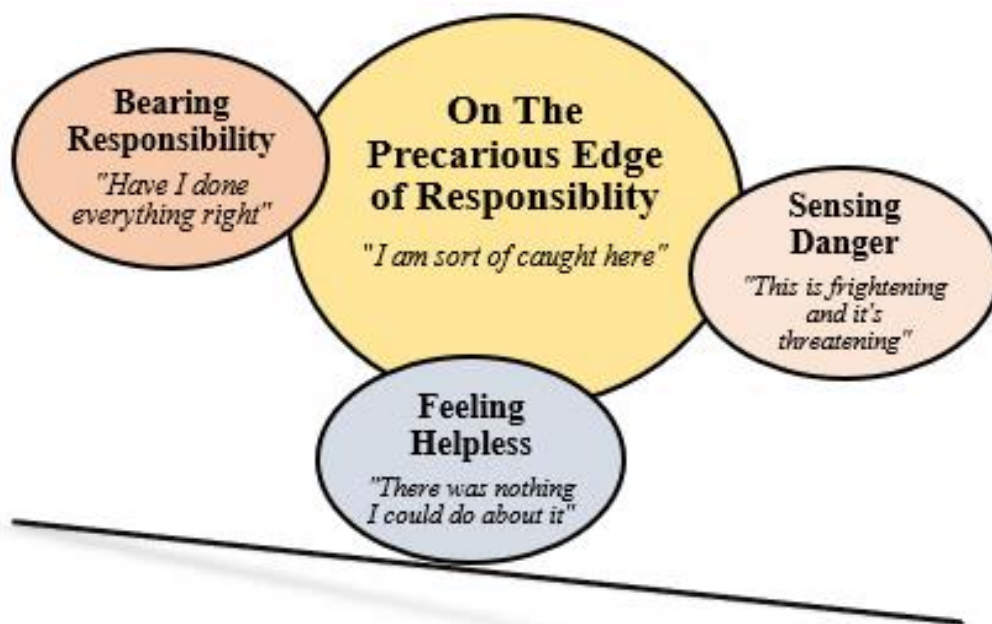 Bearing
Responsibility
"Have I done
everything right"
On The
Precarious Edge
of Responsiblity
"I am sort of caught here"
Sensing
Danger
"This is frightening
and it's
threatening"
Feeling
Helpless
"There was nothing
I could do about it"